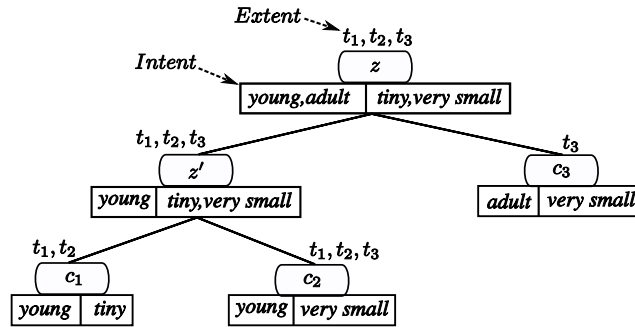 Extent
t₁, t₂, t₃
Intent
z
young,adult tiny,very small
t₁, t₂, t₃
t₃
z′
c₃
young tiny,very small
adult very small
t₁, t₂
t₁, t₂, t₃
c₁
c₂
young tiny
young very small